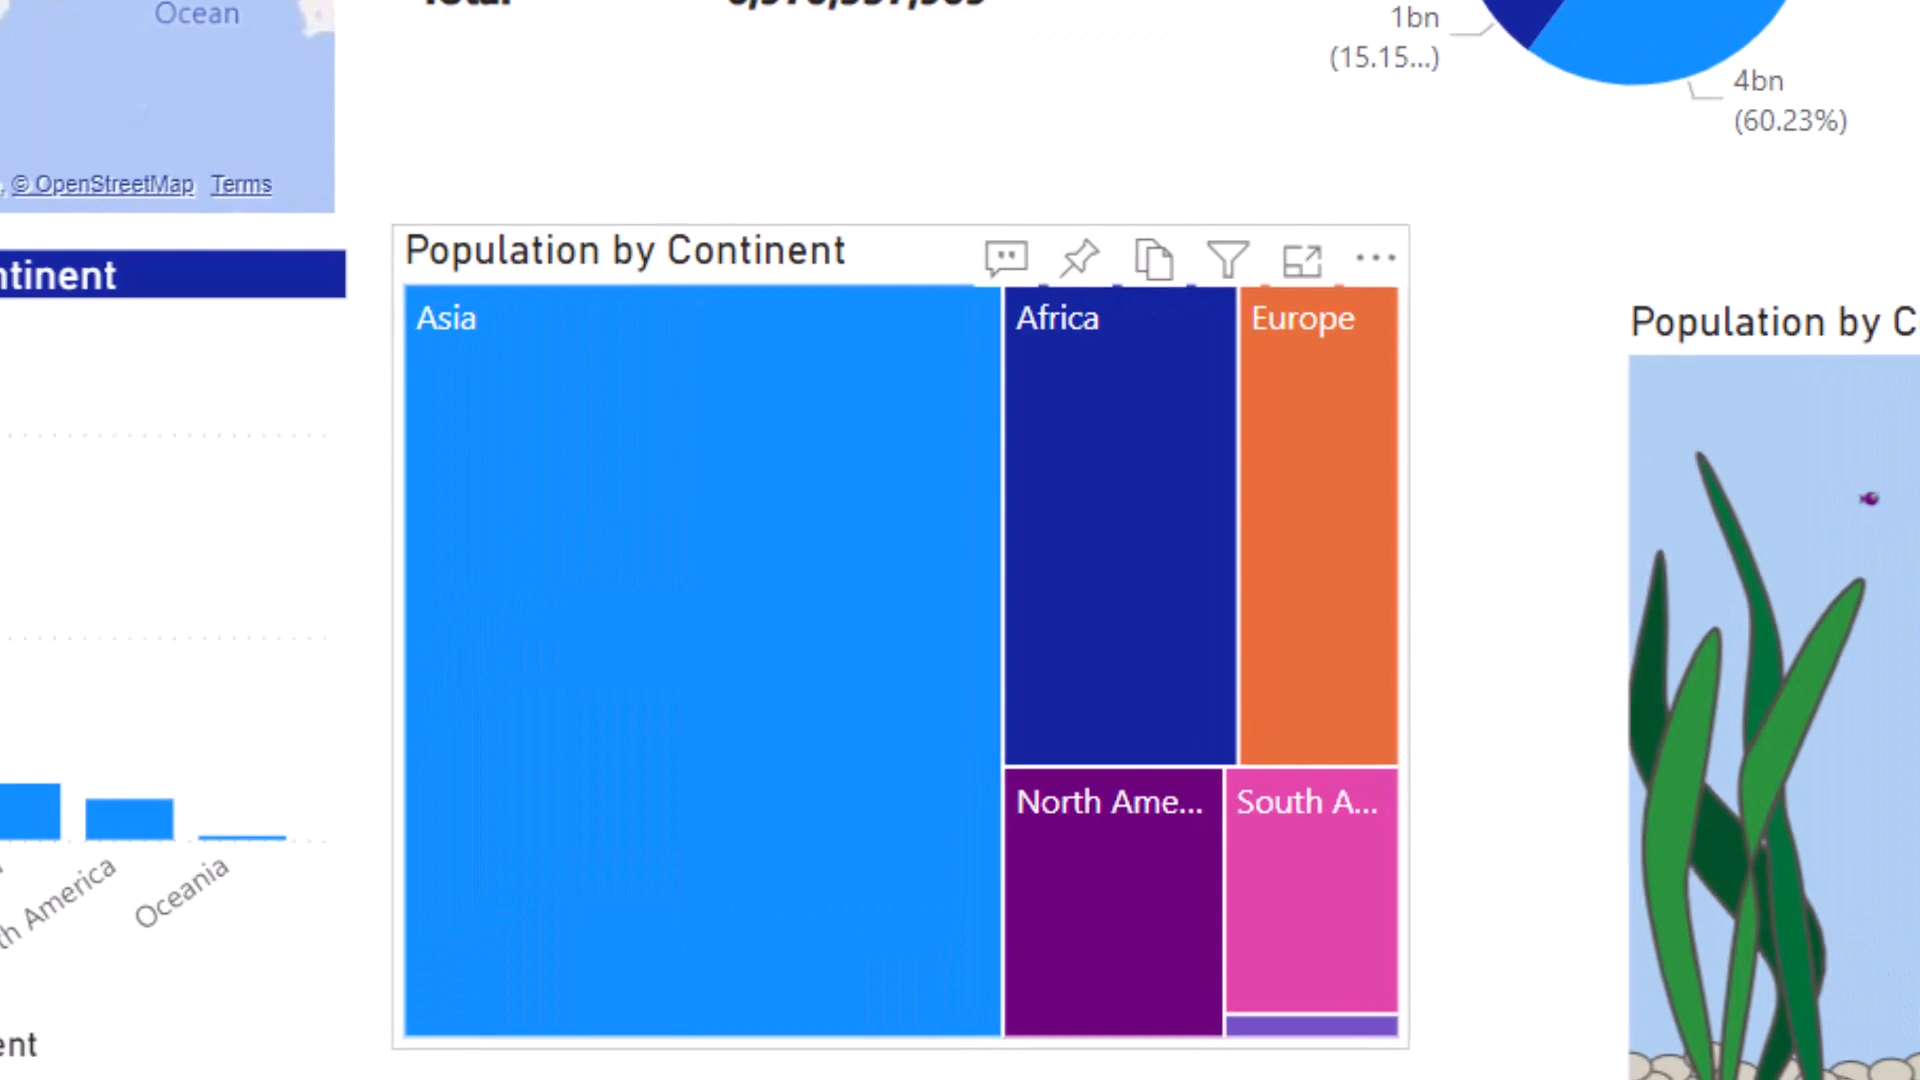 Ocean
© OpenStreetMap Terms
1bn
(15.15...)
4bn
(60.23%)
ntinent
Population by Continent
Asia
Africa
Europe
North Ame...
South A...
Population by C
th America
Oceania
ent